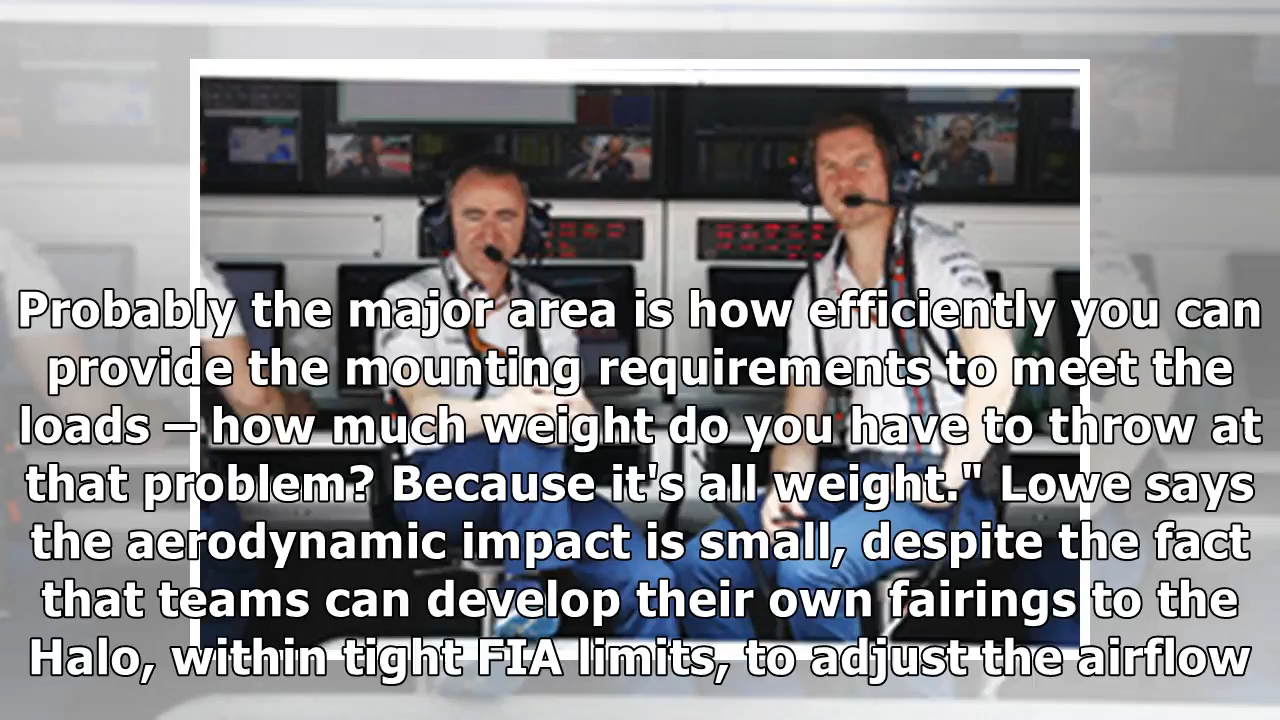 Probably the major area is how efficiently you can
provide the mounting requirements to meet the
loads – how much weight do you have to throw at
that problem? Because it's all weight." Lowe says
the aerodynamic impact is small, despite the fact
that teams can develop their own fairings to the
Halo, within tight FIA limits, to adjust the airflow